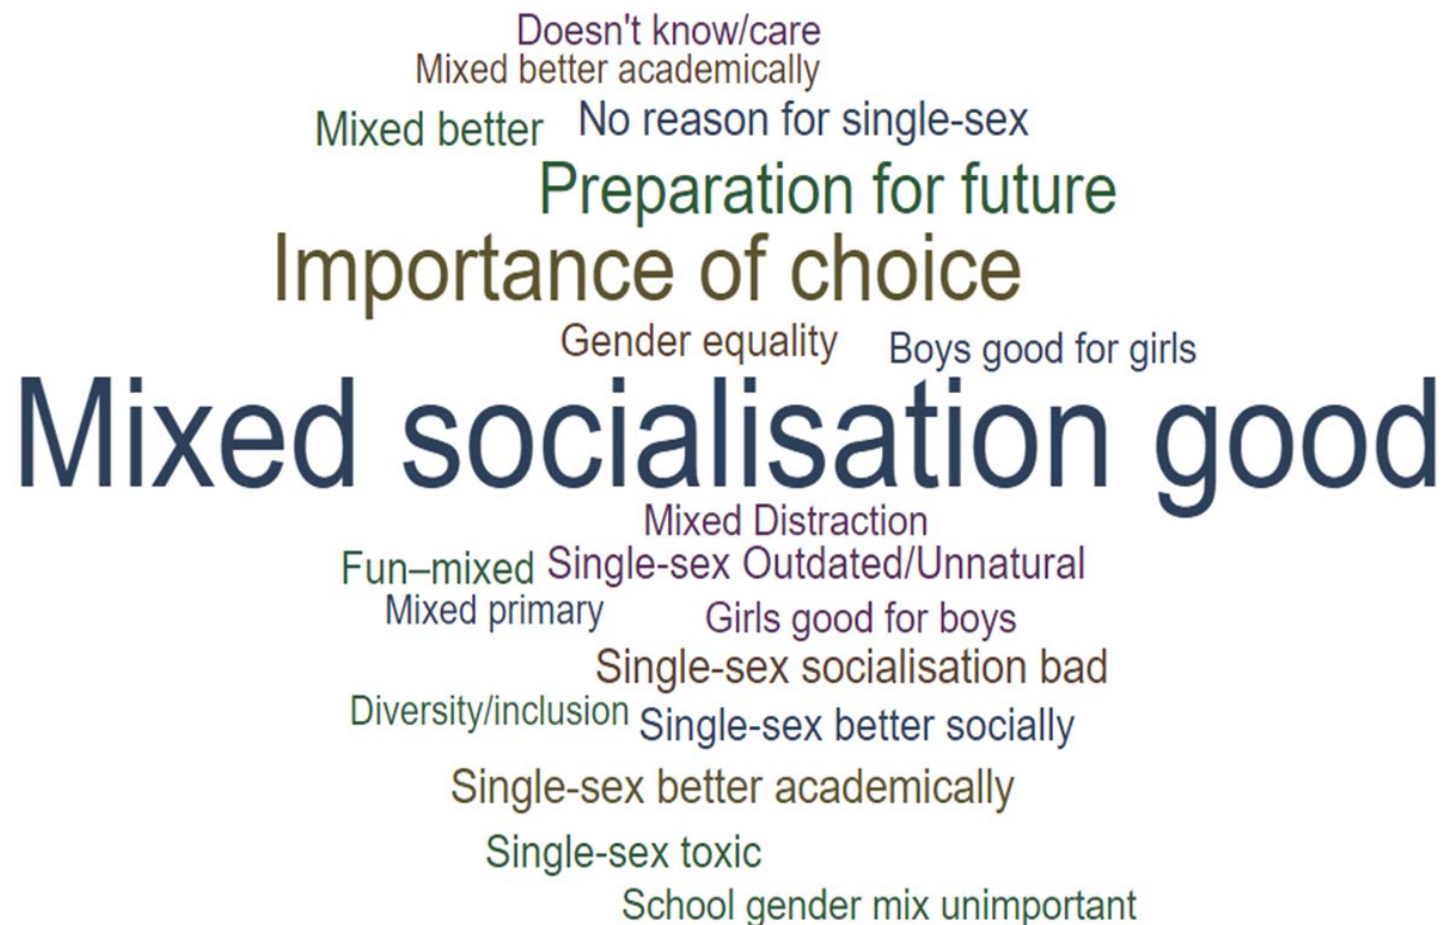 Doesn't know/care
Mixed better academically
Mixed better
No reason for single-sex
Preparation for future
Importance of choice
Gender equality
Boys good for girls
Mixed socialisation good
Mixed Distraction
Fun–mixed
Single-sex Outdated/Unnatural
Mixed primary
Girls good for boys
Single-sex socialisation bad
Diversity/inclusion
Single-sex better socially
Single-sex better academically
Single-sex toxic
School gender mix unimportant